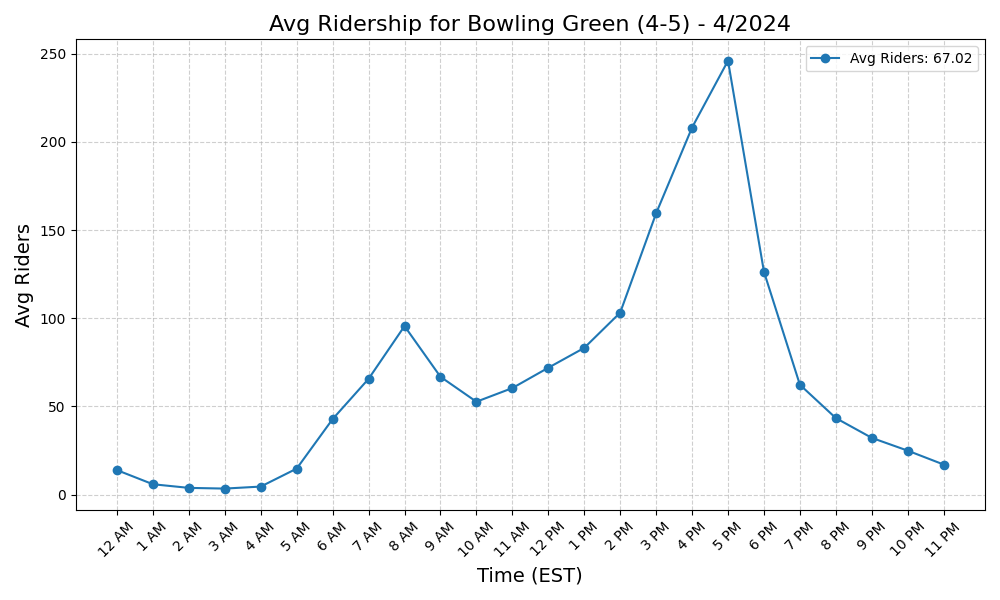 Avg Ridership for Bowling Green (4-5) - 4/2024
Avg Riders: 67.02
Avg Riders
250
200
150
100
50
0
12 AM
1 AM
2 AM
3 AM
4 AM
5 AM
6 AM
7 AM
8 AM
9 AM
10 AM
11 AM
12 PM
1 PM
2 PM
3 PM
4 PM
5 PM
6 PM
7 PM
8 PM
9 PM
10 PM
11 PM
Time (EST)